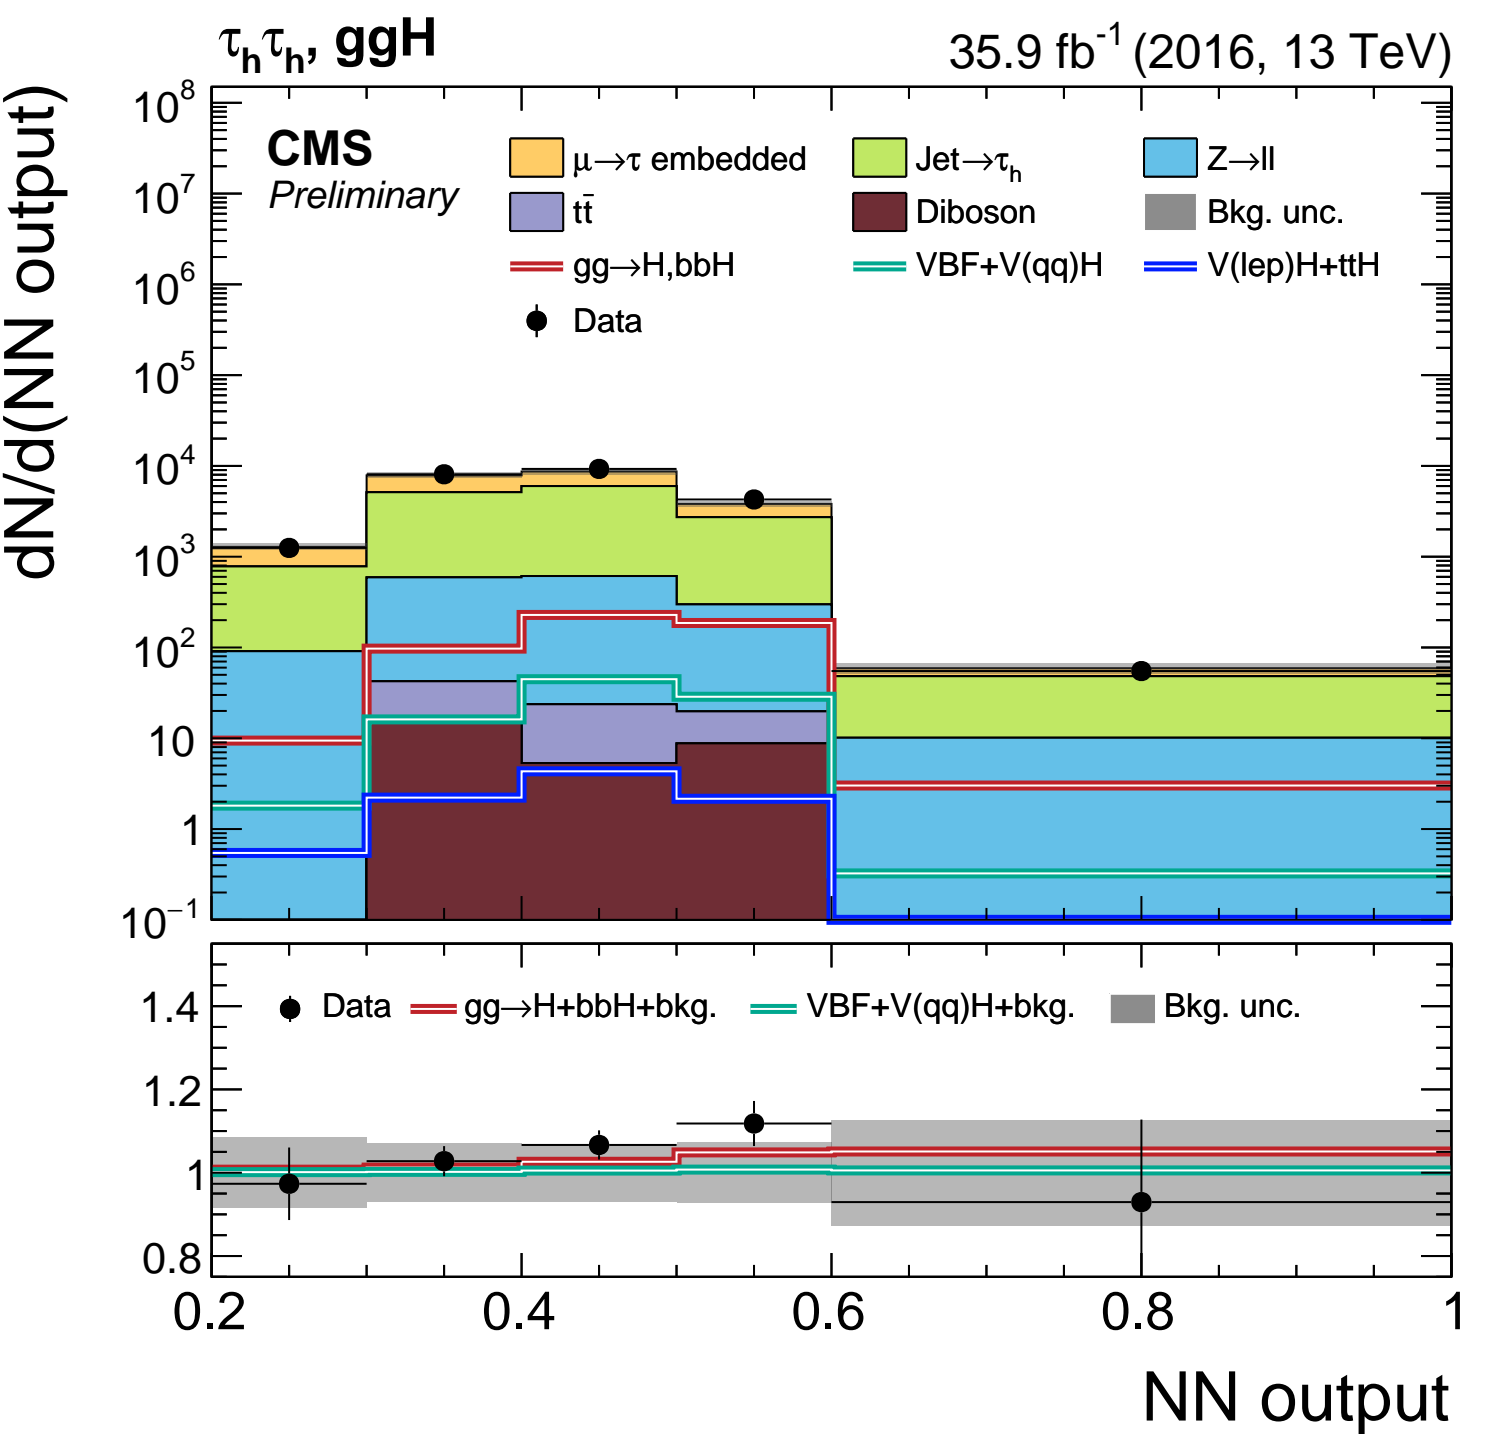 τhτh, ggH
35.9 fb-1 (2016, 13 TeV)
dN/d(NN output)
10^8
10^7
10^6
10^5
10^4
10^3
10^2
10
1
10^−1
CMS
Preliminary
μ→τ embedded
Jet→τh
Z→ll
tt̄
Diboson
Bkg. unc.
gg→H,bbH
VBF+V(qq)H
V(lep)H+ttH
Data
1.4
1.2
1
0.8
Data
gg→H+bbH+bkg.
VBF+V(qq)H+bkg.
Bkg. unc.
0.2
0.4
0.6
0.8
1
NN output